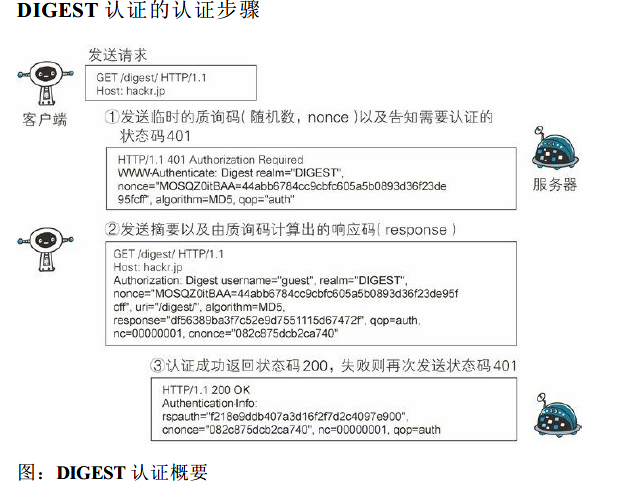 DIGEST 认证的认证步骤
发送请求
GET /digest/ HTTP/1.1
Host: hackr.jp
客户端
①发送临时的质询码(随机数，nonce)以及告知需要认证的
状态码401
HTTP/1.1 401 Authorization Required
WWW-Authenticate: Digest realm="DIGEST",
nonce="MOSQZ0itBAA=44abb6784cc9cbfc605a5b0893d36f23de
95fcff", algorithm=MD5, qop="auth"
服务器
②发送摘要以及由质询码计算出的响应码(response)
GET /digest/ HTTP/1.1
Host: hackr.jp
Authorization: Digest username="guest", realm="DIGEST",
nonce="MOSQZ0itBAA=44abb6784cc9cbfc605a5b0893d36f23de95f
cff", uri="/digest/", algorithm=MD5,
response="df56389ba3f7c52e9d7551115d67472f", qop=auth,
nc=00000001, cnonce="082c875dcb2ca740"
③认证成功返回状态码200，失败则再次发送状态码401
HTTP/1.1 200 OK
Authentication-Info:
rspauth="f218e9ddb407a3d16f2f7d2c4097e900",
cnonce="082c875dcb2ca740", nc=00000001, qop=auth
图：DIGEST 认证概要